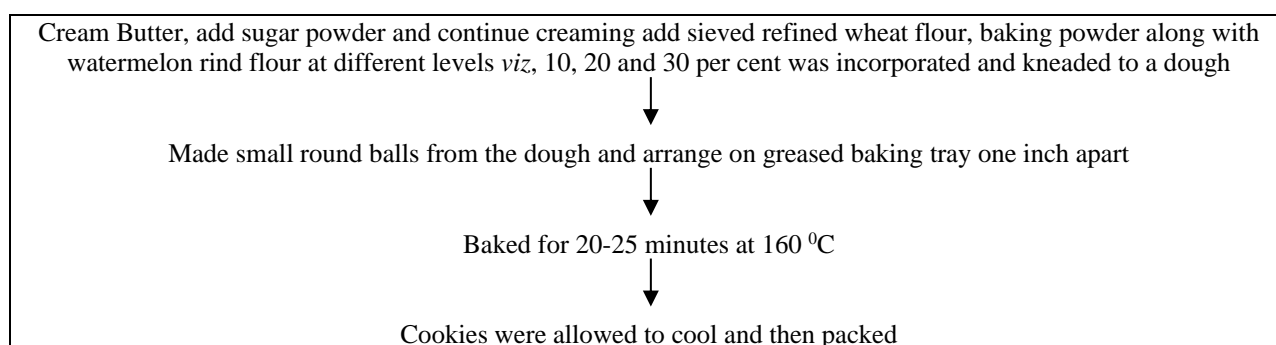 Cream Butter, add sugar powder and continue creaming add sieved refined wheat flour, baking powder along with
watermelon rind flour at different levels viz, 10, 20 and 30 per cent was incorporated and kneaded to a dough
Made small round balls from the dough and arrange on greased baking tray one inch apart
Baked for 20-25 minutes at 160 ⁰C
Cookies were allowed to cool and then packed